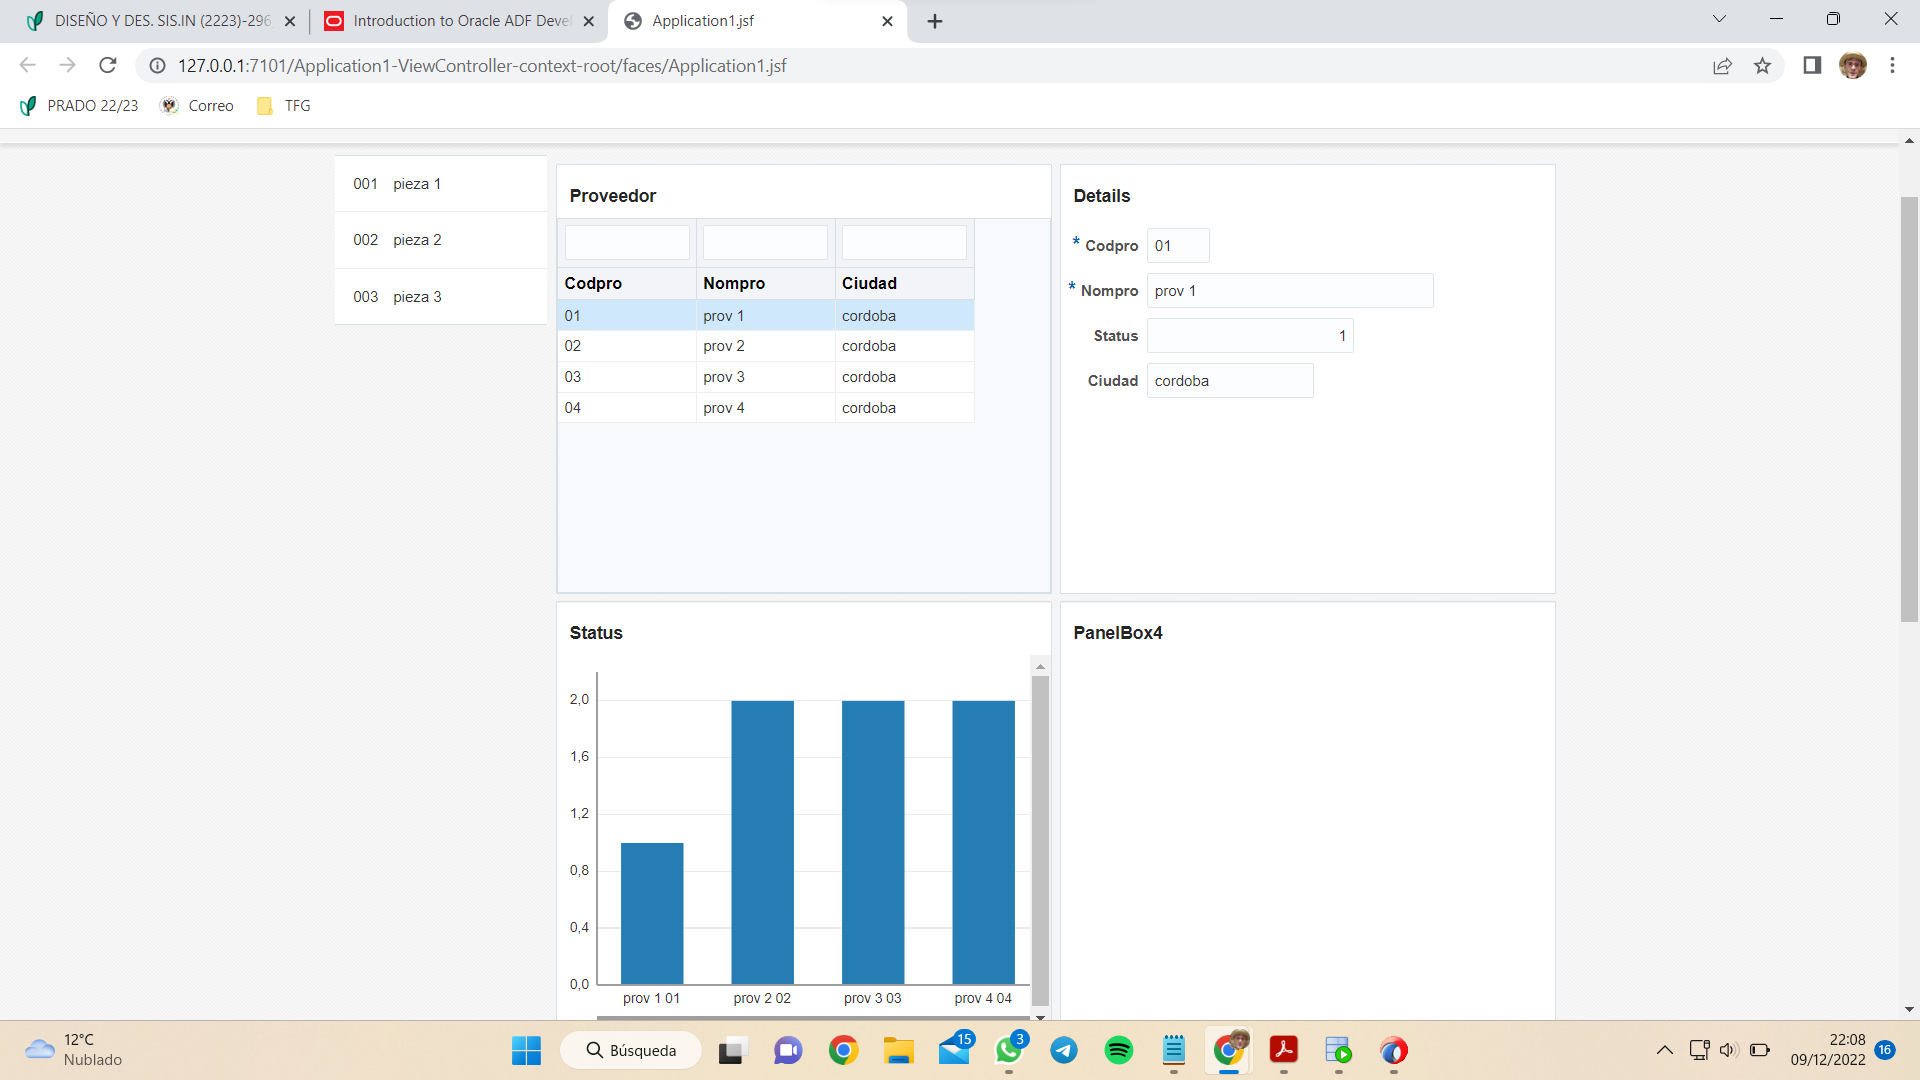 DISEÑO Y DES. SIS.IN (2223)-296
Introduction to Oracle ADF Deve
Application1.jsf
127.0.0.1:7101/Application1-ViewController-context-root/faces/Application1.jsf
PRADO 22/23
Correo
TFG
001 pieza 1
002 pieza 2
003 pieza 3
Proveedor
Codpro Nompro Ciudad
01 prov 1 cordoba
02 prov 2 cordoba
03 prov 3 cordoba
04 prov 4 cordoba
Details
* Codpro 01
* Nompro prov 1
Status 1
Ciudad cordoba
Status
2,0
1,6
1,2
0,8
0,4
0,0
prov 1 01 prov 2 02 prov 3 03 prov 4 04
PanelBox4
12°C
Nublado
Búsqueda
15
3
22:08
09/12/2022
16